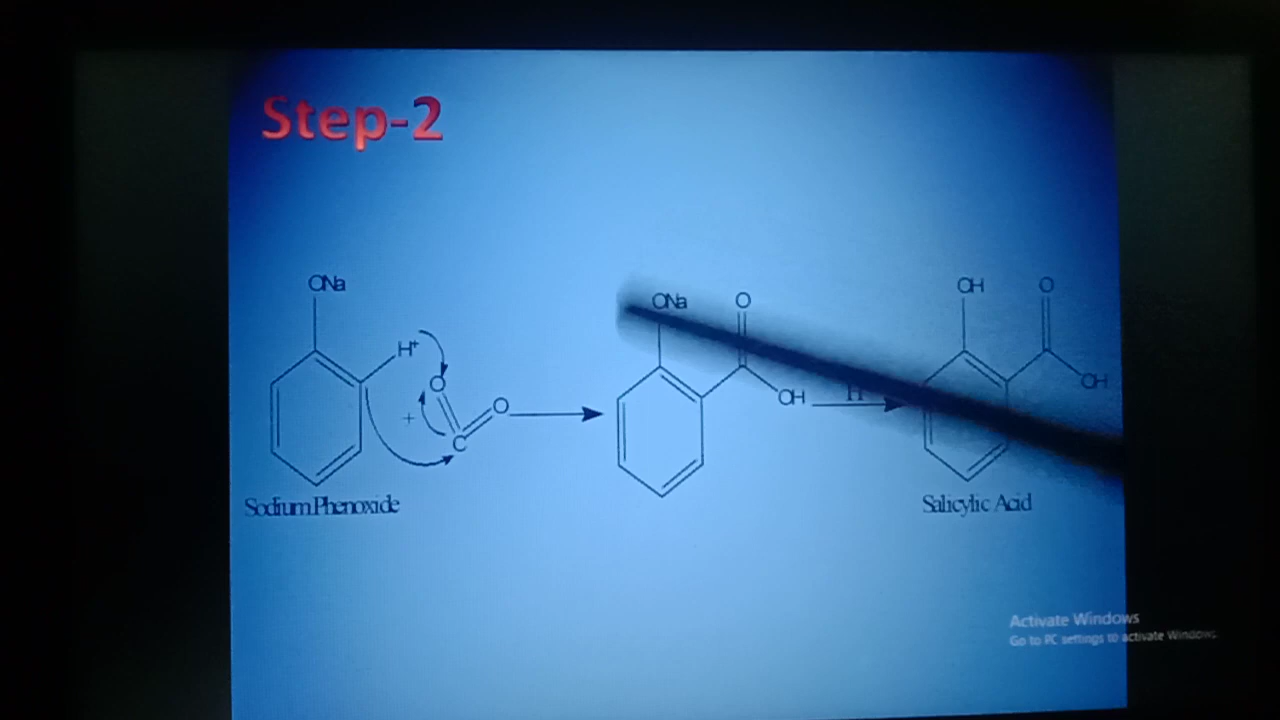 Step-2
ONa
H⁺
O
+
C
O
Sodium Phenoxide
ONa
O
OH
OH
O
OH
Salicylic Acid
Activate Windows
Go to PC settings to activate Windows.